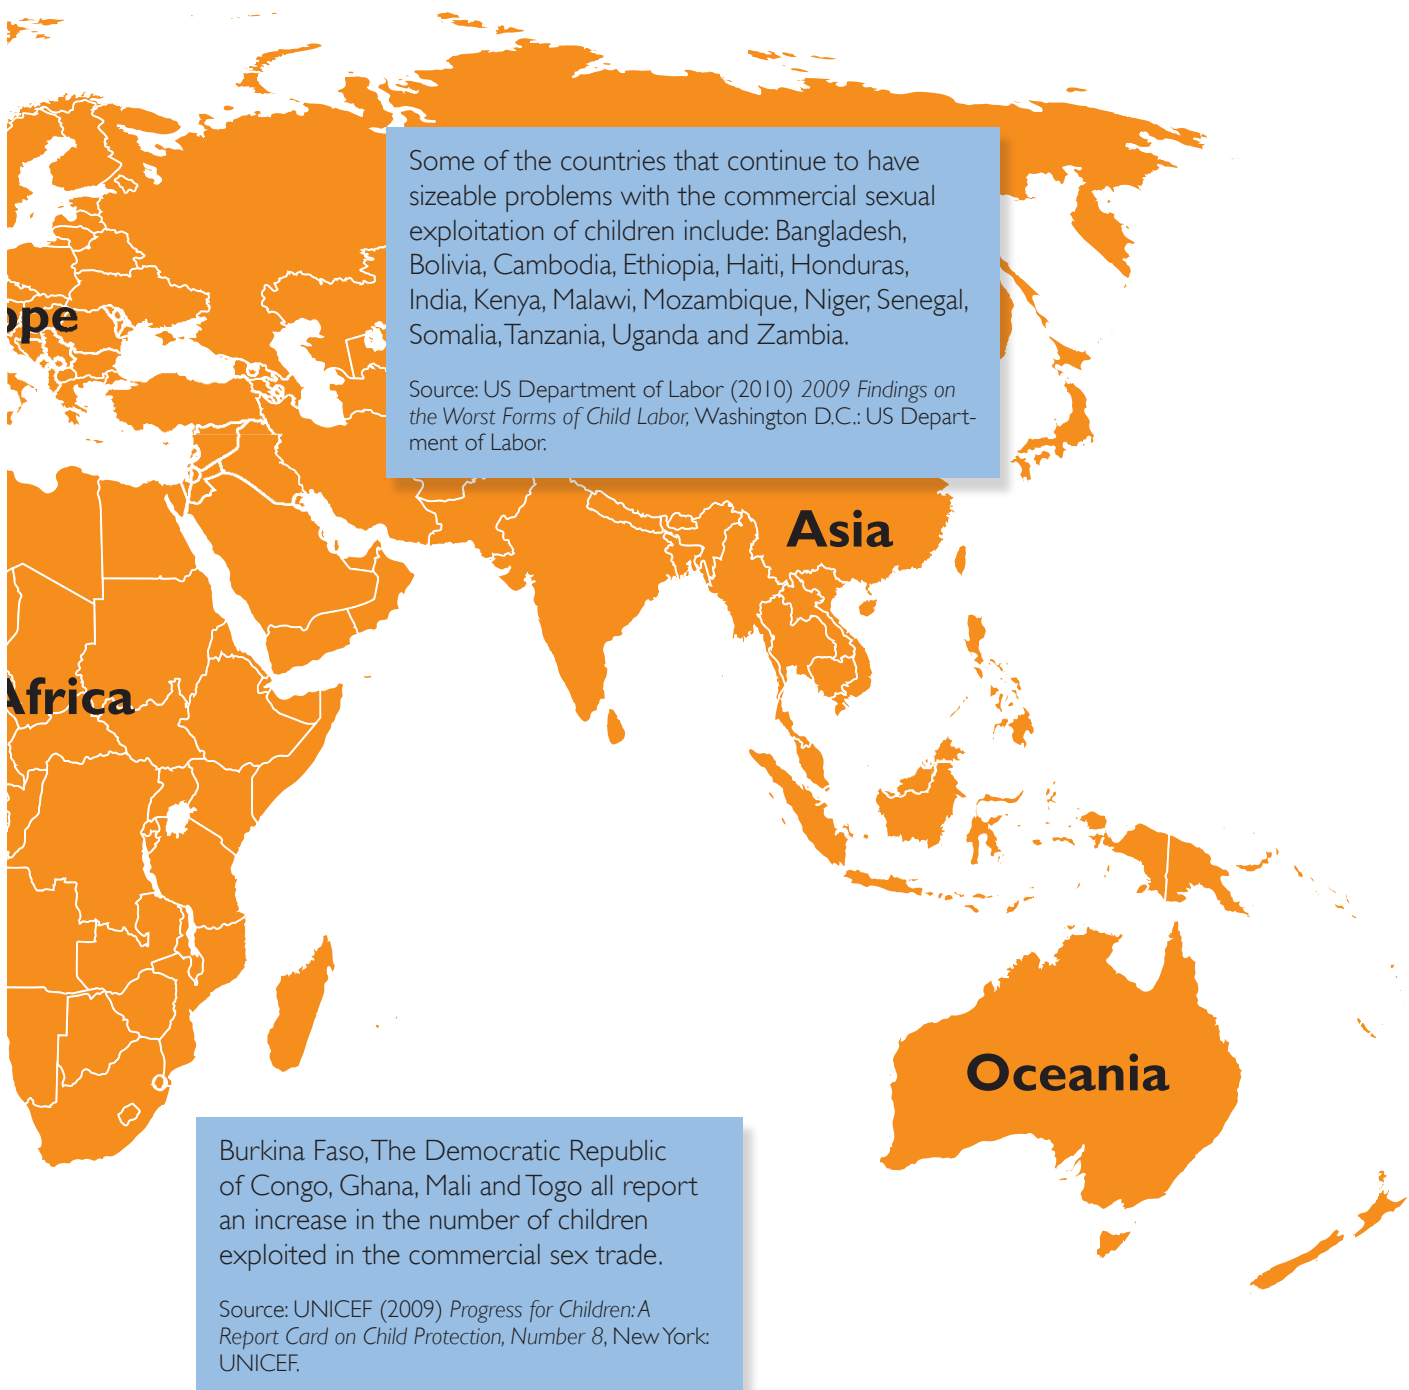 Some of the countries that continue to have
sizeable problems with the commercial sexual
exploitation of children include: Bangladesh,
Bolivia, Cambodia, Ethiopia, Haiti, Honduras,
India, Kenya, Malawi, Mozambique, Niger, Senegal,
Somalia, Tanzania, Uganda and Zambia.
Source: US Department of Labor (2010) 2009 Findings on
the Worst Forms of Child Labor, Washington D.C.: US Depart-
ment of Labor.
ope
Asia
Africa
Oceania
Burkina Faso, The Democratic Republic
of Congo, Ghana, Mali and Togo all report
an increase in the number of children
exploited in the commercial sex trade.
Source: UNICEF (2009) Progress for Children: A
Report Card on Child Protection, Number 8, New York:
UNICEF.